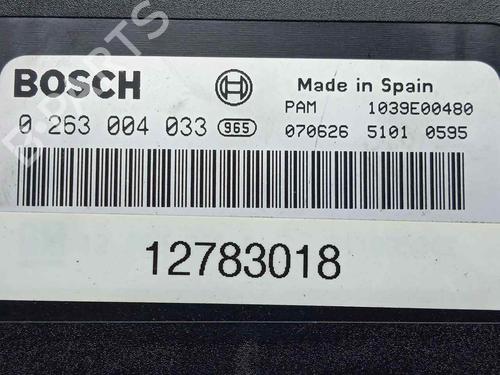 BOSCH
Made in Spain
PAM 1039E00480
0 263 004 033 965
070626 5101 0595
12783018